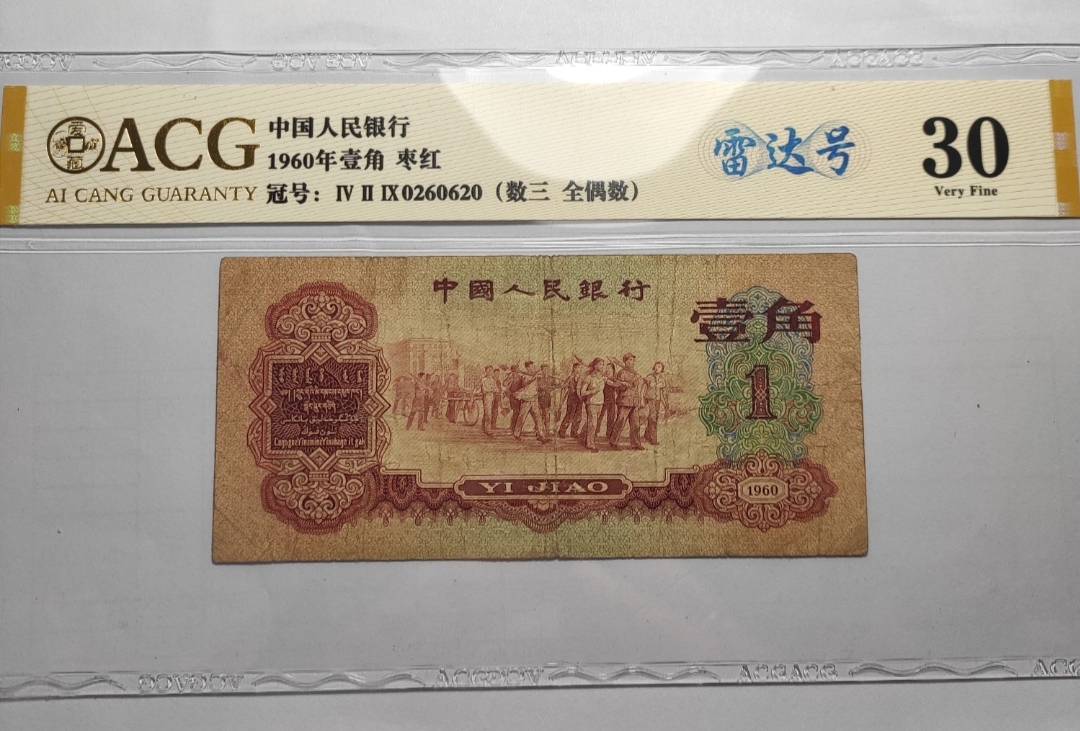 ACG
AI CANG GUARANTY
中国人民银行
1960年壹角 枣红
冠号：Ⅳ Ⅱ Ⅸ 0260620（数三 全偶数）
雷达号
30
Very Fine
中國人民銀行
壹角
1
YI JIAO
1960